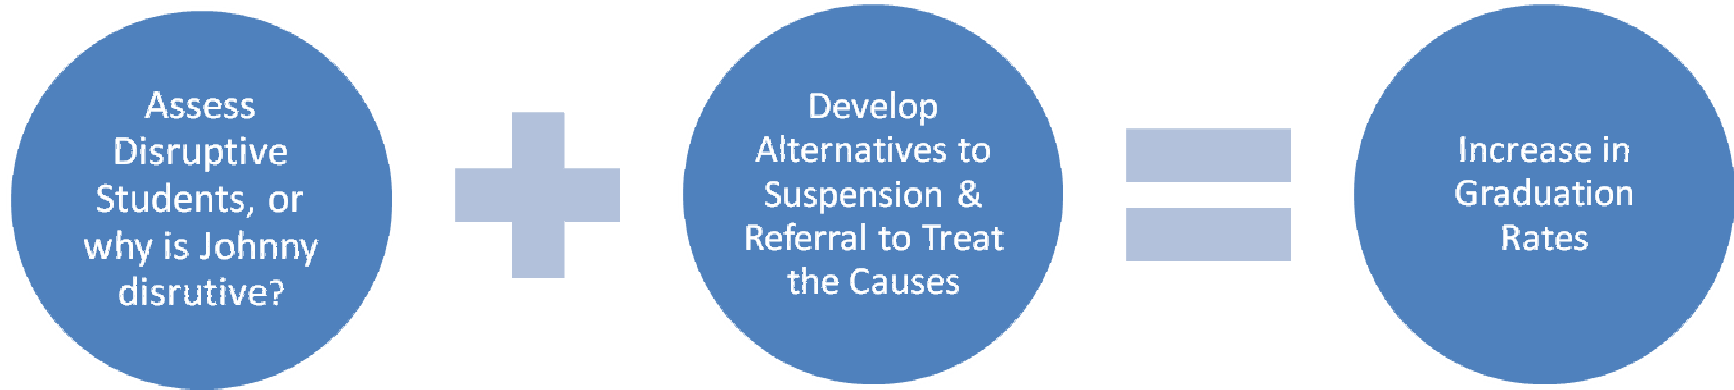 Assess
Disruptive
Students, or
why is Johnny
disrutive?
Develop
Alternatives to
Suspension &
Referral to Treat
the Causes
Increase in
Graduation
Rates